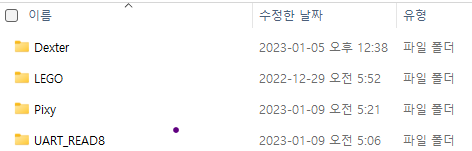 이름 수정한 날짜 유형
Dexter 2023-01-05 오후 12:38 파일 폴더
LEGO 2022-12-29 오전 5:52 파일 폴더
Pixy 2023-01-09 오전 5:21 파일 폴더
UART_READ8 2023-01-09 오전 5:06 파일 폴더